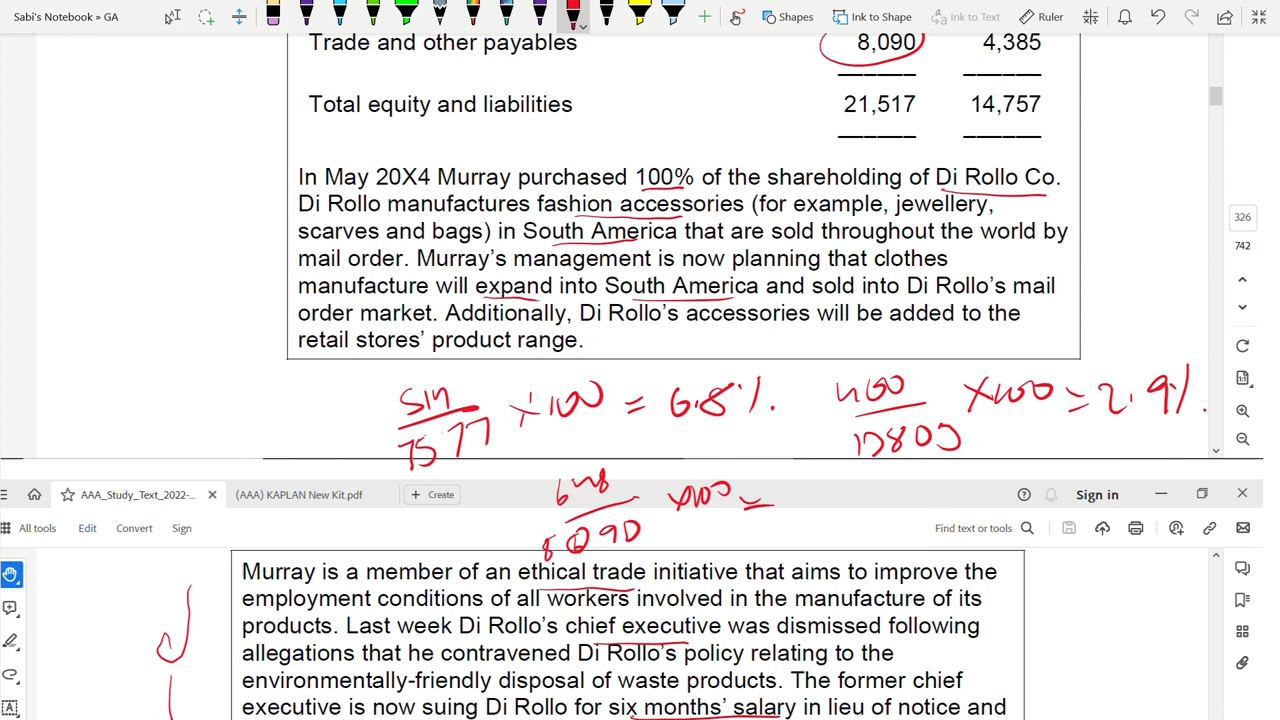 Sabi's Notebook » GA
Shapes Ink to Shape Ink to Text Ruler
Trade and other payables 8,090 4,385
Total equity and liabilities 21,517 14,757
In May 20X4 Murray purchased 100% of the shareholding of Di Rollo Co.
Di Rollo manufactures fashion accessories (for example, jewellery,
scarves and bags) in South America that are sold throughout the world by
mail order. Murray's management is now planning that clothes
manufacture will expand into South America and sold into Di Rollo's mail
order market. Additionally, Di Rollo's accessories will be added to the
retail stores' product range.
326
742
×100 = 6.8%.
×100 = 2.9%.
8090 ×100 =
AAA_Study_Text_2022-... (AAA) KAPLAN New Kit.pdf Create Sign in
All tools Edit Convert Sign Find text or tools
Murray is a member of an ethical trade initiative that aims to improve the
employment conditions of all workers involved in the manufacture of its
products. Last week Di Rollo's chief executive was dismissed following
allegations that he contravened Di Rollo's policy relating to the
environmentally-friendly disposal of waste products. The former chief
executive is now suing Di Rollo for six months' salary in lieu of notice and